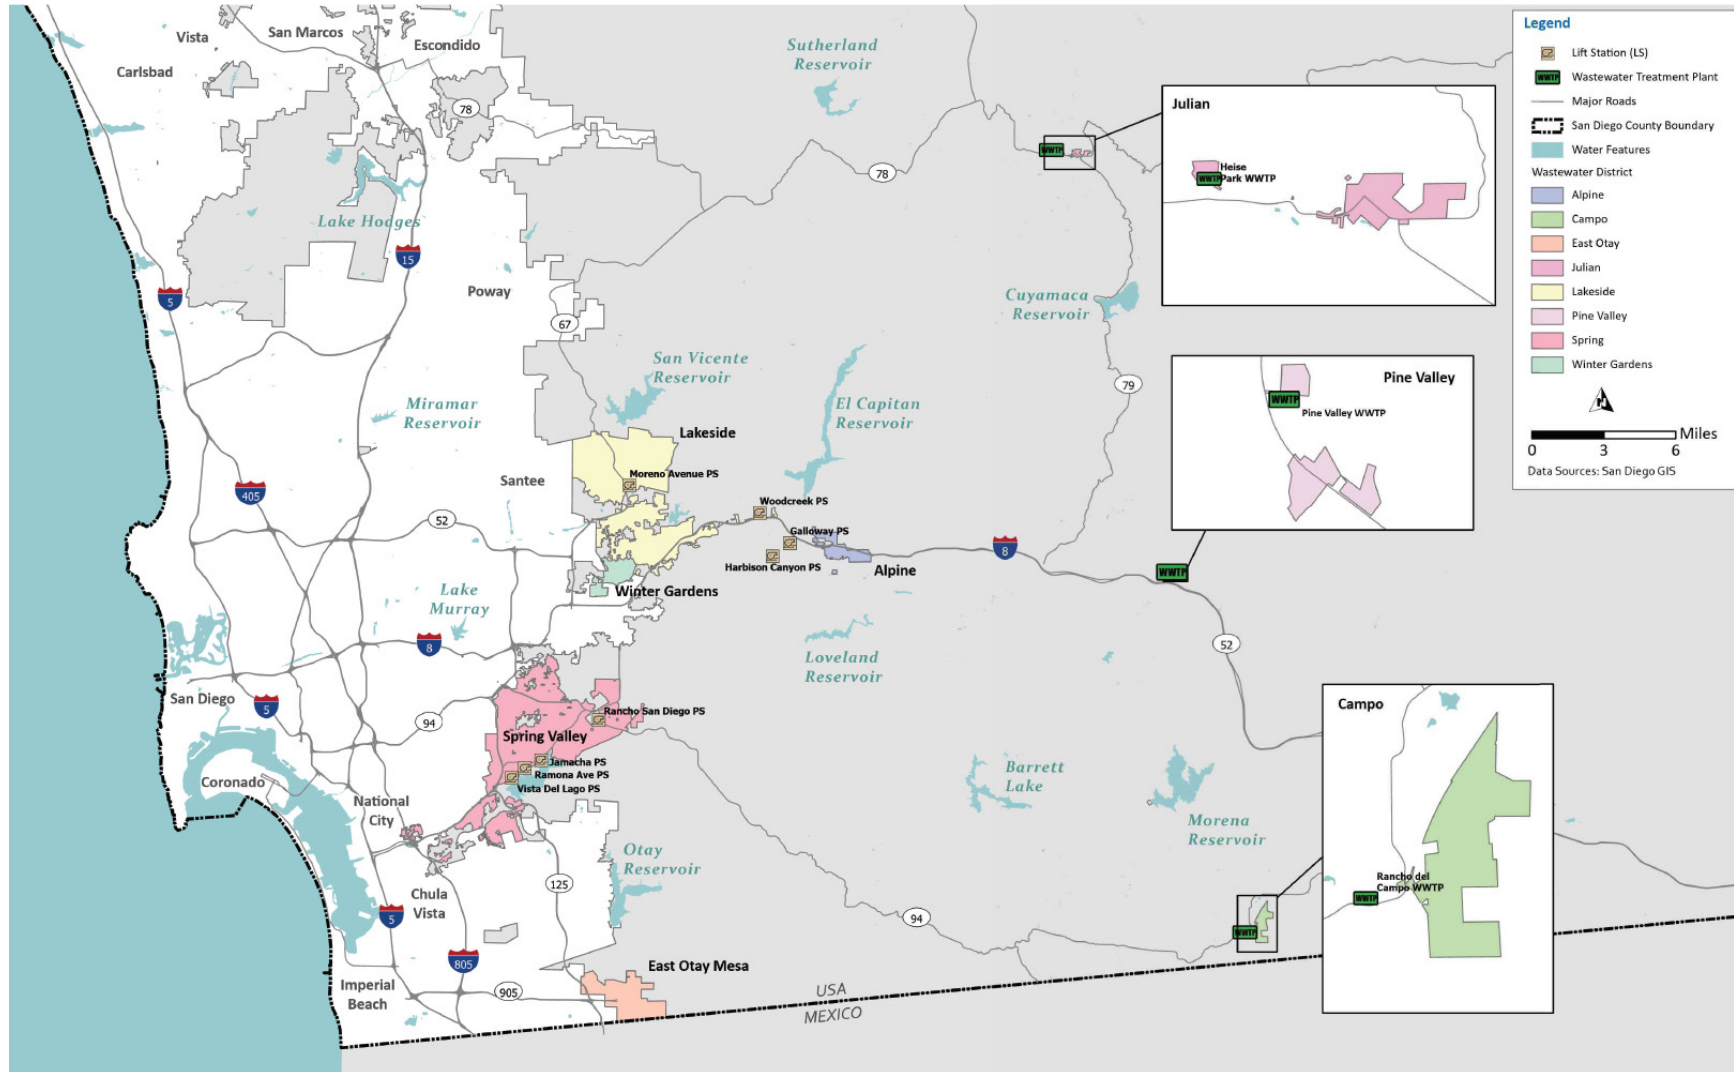 Vista
San Marcos
Escondido
Carlsbad
78
Sutherland
Reservoir
78
Lake Hodges
15
5
Poway
67
Cuyamaca
Reservoir
San Vicente
Reservoir
79
Miramar
Reservoir
El Capitan
Reservoir
Lakeside
Santee
Moreno Avenue PS
405
52
Woodcreek PS
Galloway PS
Harbison Canyon PS
Alpine
8
WWTP
Winter Gardens
Lake
Murray
8
Loveland
Reservoir
52
San Diego
5
94
Rancho San Diego PS
Spring Valley
Jamacha PS
Ramona Ave PS
Vista Del Lago PS
Coronado
National
City
Barrett
Lake
Morena
Reservoir
Otay
Reservoir
125
Chula
Vista
5
94
WWTP
805
East Otay Mesa
Imperial
Beach
905
USA
MEXICO
WWTP
Julian
Heise
Park WWTP
WWTP
Pine Valley
WWTP
Pine Valley WWTP
Campo
Rancho del
Campo WWTP
WWTP
Legend
Lift Station (LS)
WWTP Wastewater Treatment Plant
Major Roads
San Diego County Boundary
Water Features
Wastewater District
Alpine
Campo
East Otay
Julian
Lakeside
Pine Valley
Spring
Winter Gardens
Miles
0 3 6
Data Sources: San Diego GIS